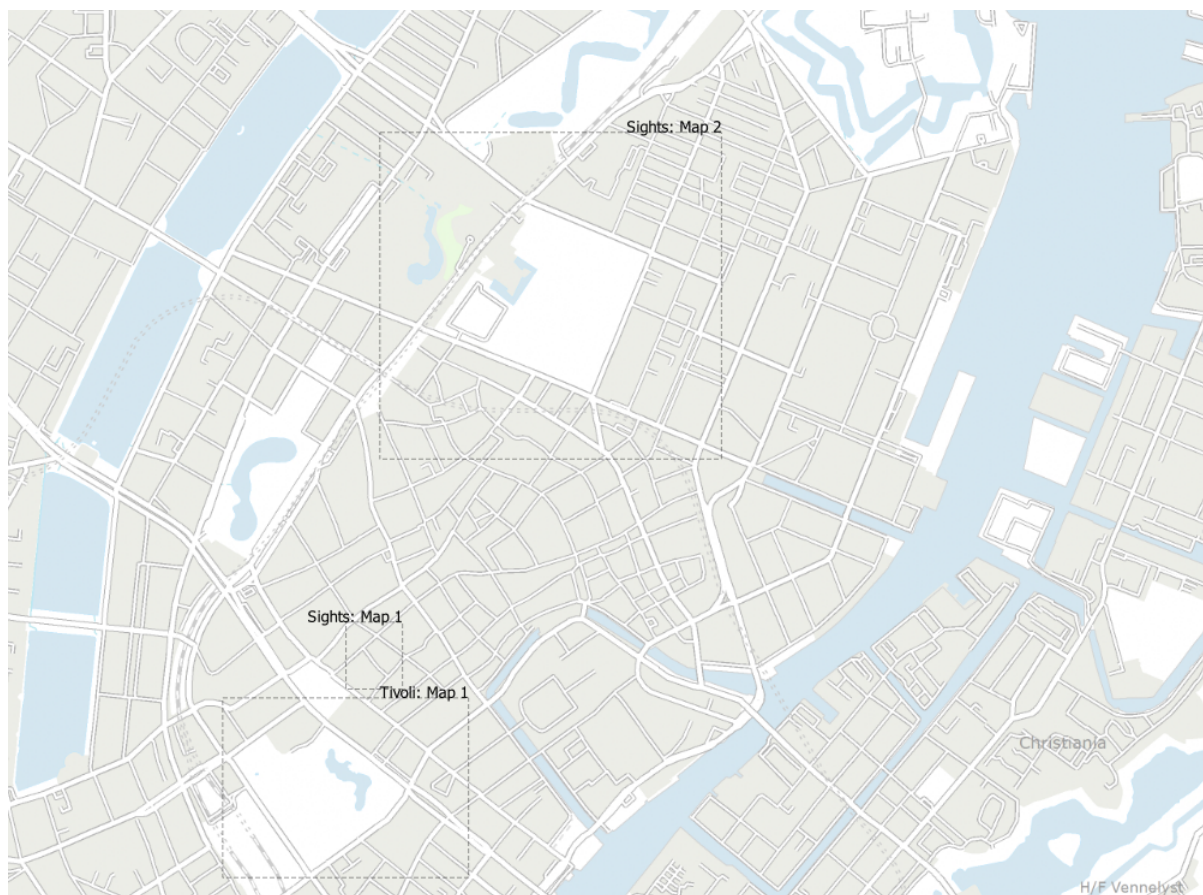 Sights: Map 2
Sights: Map 1
Tivoli: Map 1
Christiania
H/F Vennelyst